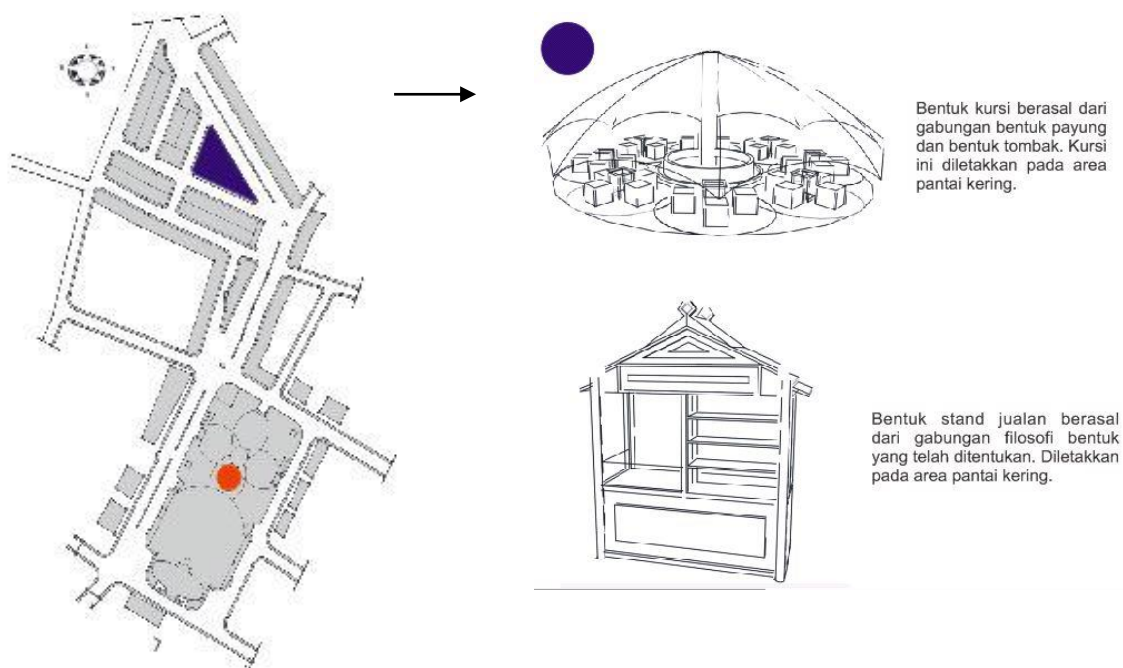 Bentuk kursi berasal dari
gabungan bentuk payung
dan bentuk tombak. Kursi
ini diletakkan pada area
pantai kering.
Bentuk stand jualan berasal
dari gabungan filosofi bentuk
yang telah ditentukan. Diletakkan
pada area pantai kering.